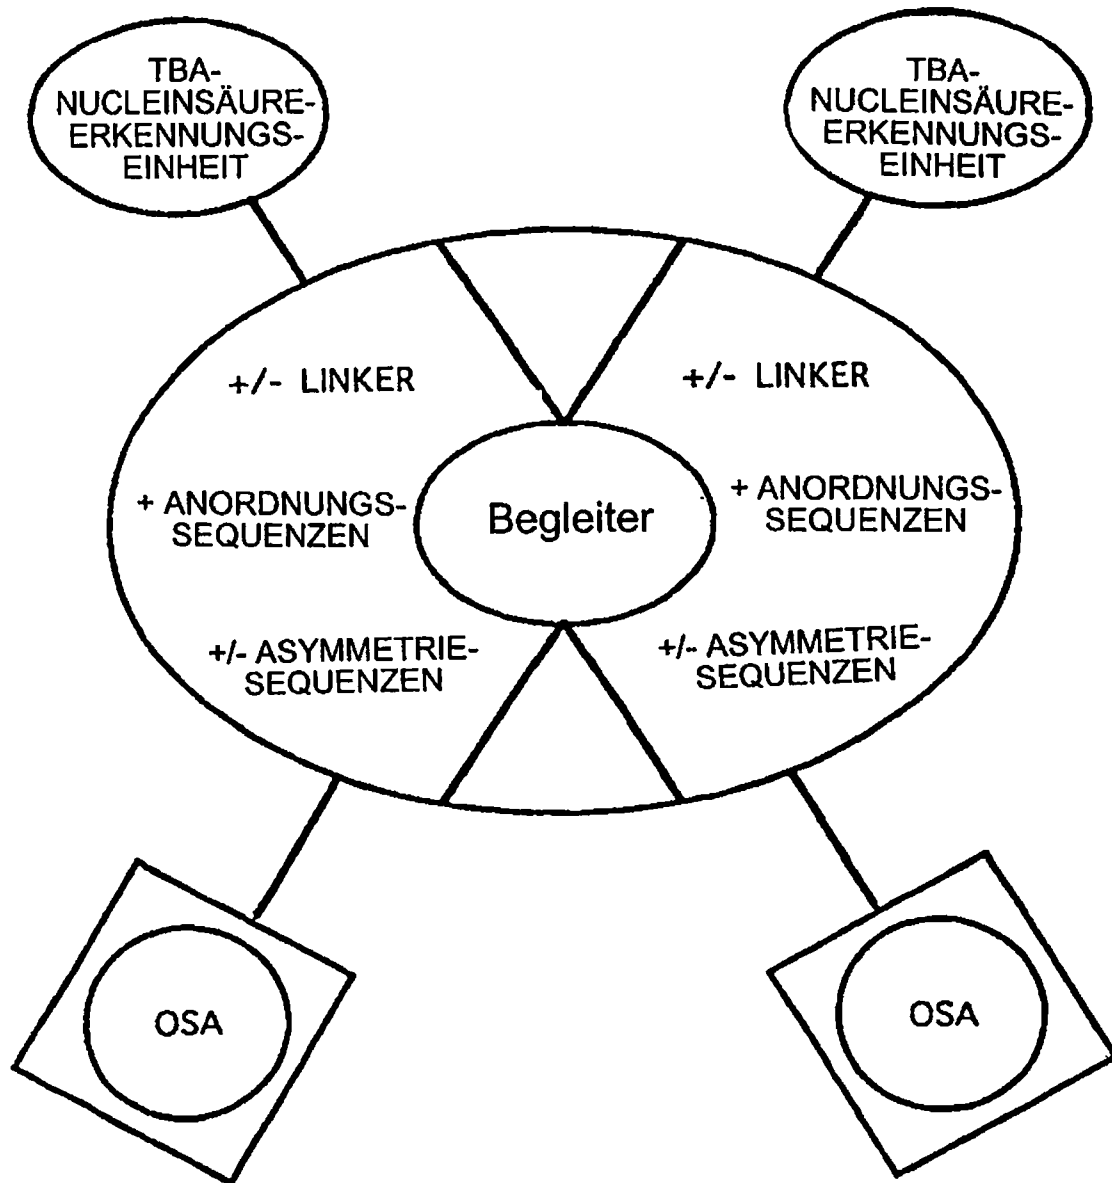 TBA-
NUCLEINSÄURE-
ERKENNUNGS-
EINHEIT
TBA-
NUCLEINSÄURE-
ERKENNUNGS-
EINHEIT
+/- LINKER
+/- LINKER
+ ANORDNUNGS-
SEQUENZEN
Begleiter
+ ANORDNUNGS-
SEQUENZEN
+/- ASYMMETRIE-
SEQUENZEN
+/- ASYMMETRIE-
SEQUENZEN
OSA
OSA